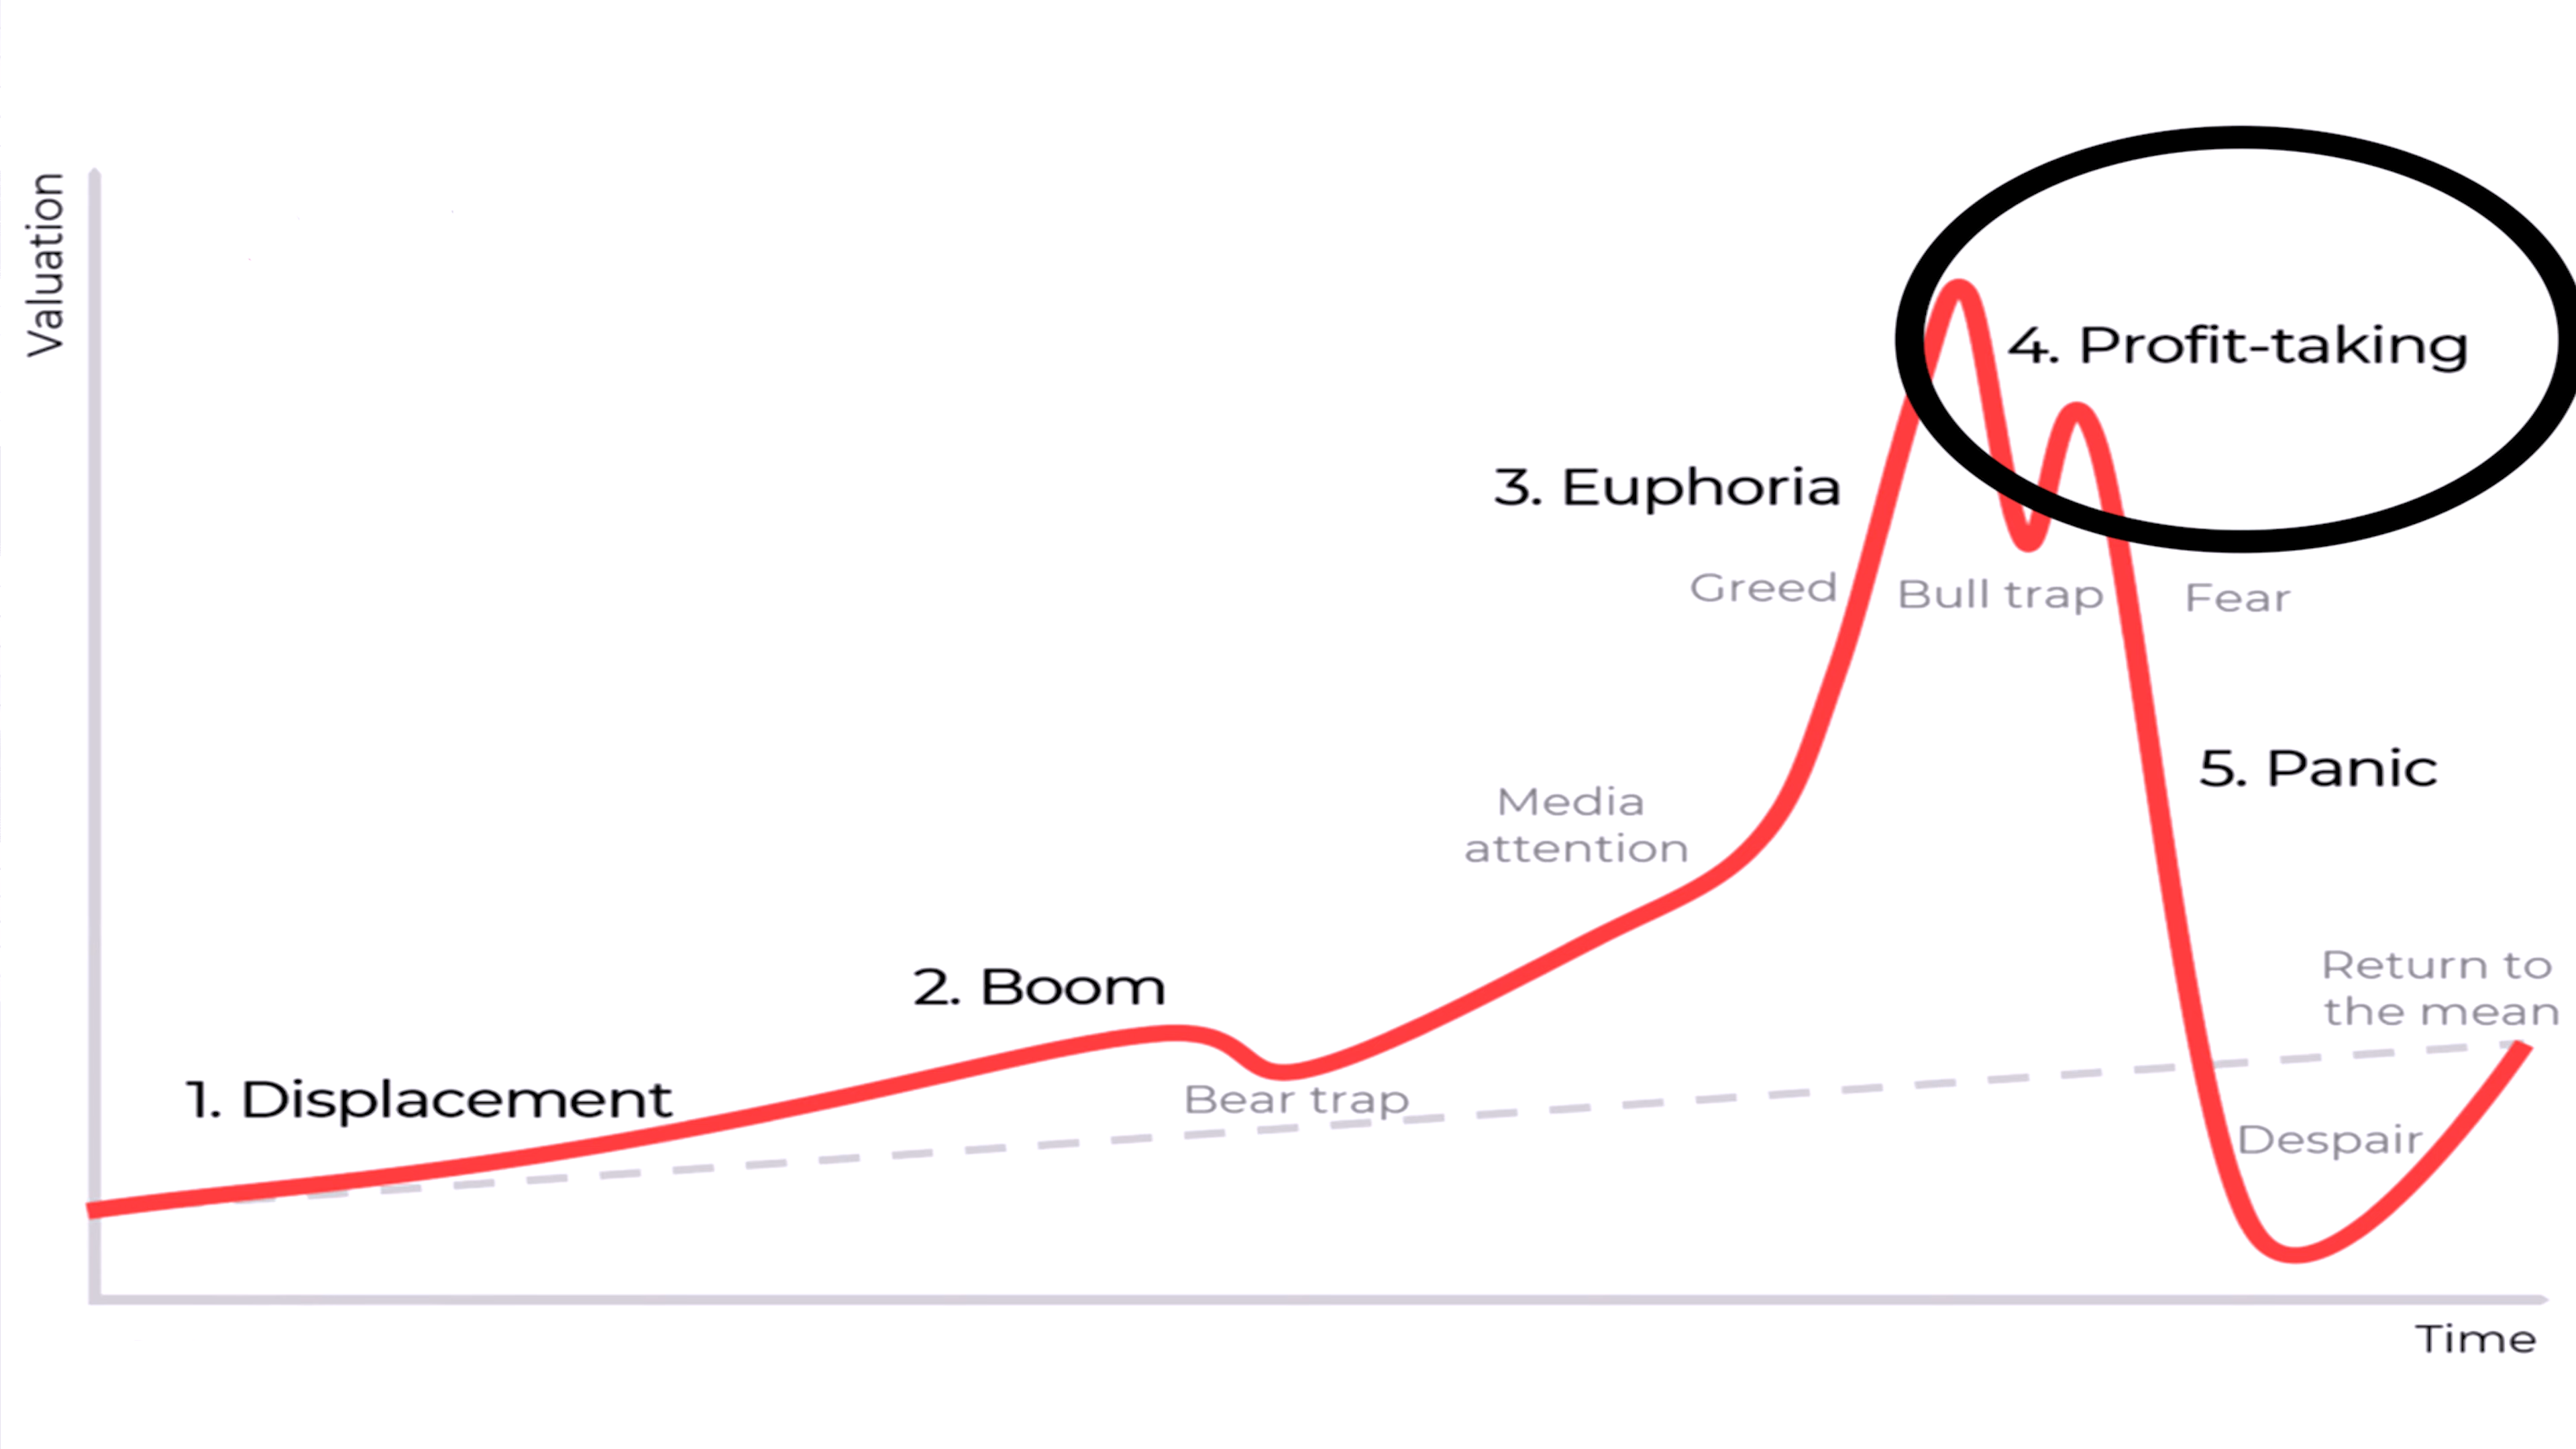 Valuation
4. Profit-taking
3. Euphoria
Greed
Bull trap
Fear
5. Panic
Media
attention
2. Boom
Return to
the mean
1. Displacement
Bear trap
Despair
Time